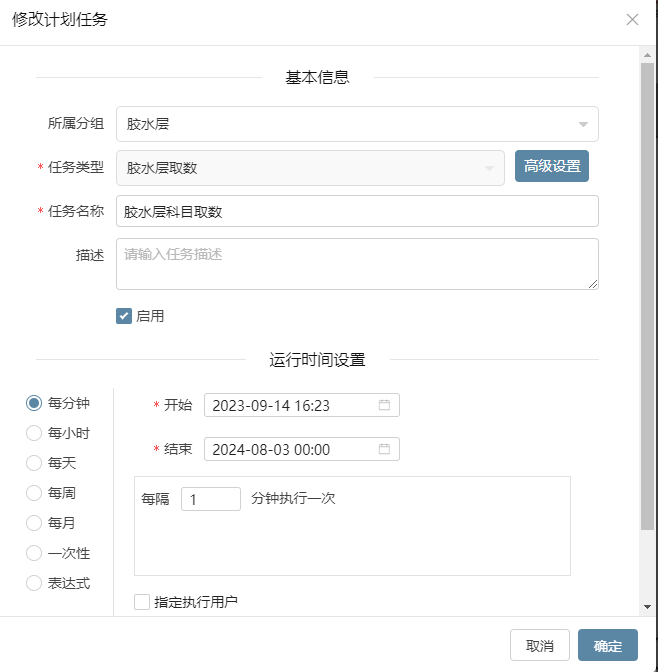 修改计划任务
基本信息
所属分组 胶水层
* 任务类型 胶水层取数 高级设置
* 任务名称 胶水层科目取数
描述 请输入任务描述
启用
运行时间设置
每分钟
每小时
每天
每周
每月
一次性
表达式
* 开始 2023-09-14 16:23
* 结束 2024-08-03 00:00
每隔 1 分钟执行一次
指定执行用户
取消 确定